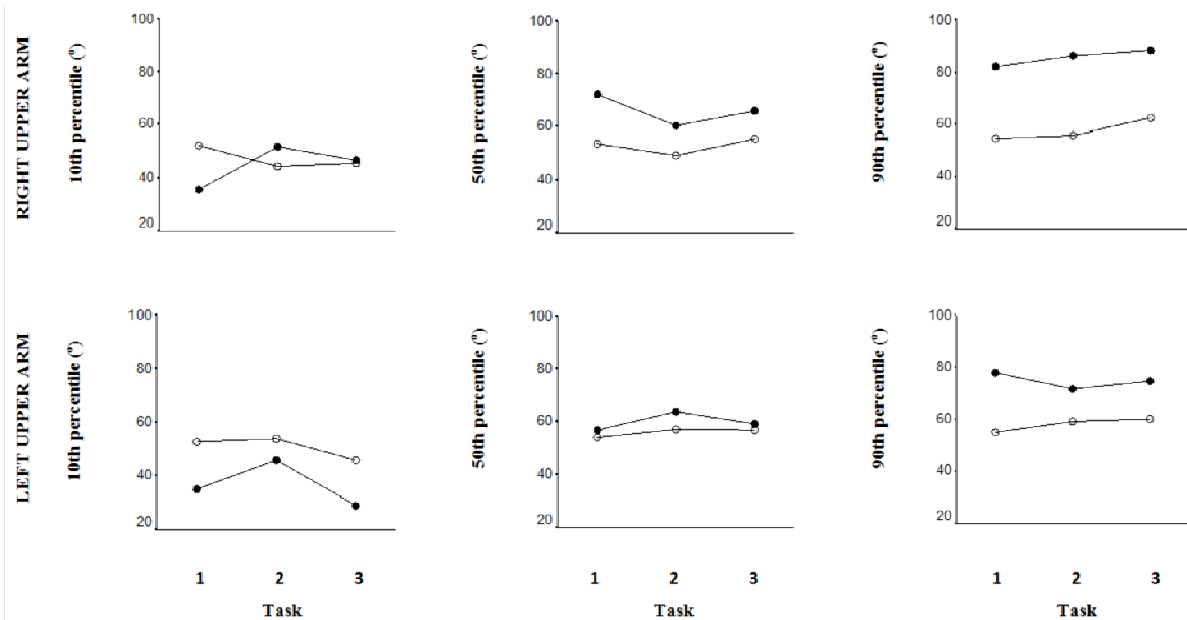 RIGHT UPPER ARM
10th percentile (º)
100
80
60
40
20
50th percentile (º)
100
80
60
40
20
90th percentile (º)
100
80
60
40
20
LEFT UPPER ARM
10th percentile (º)
100
80
60
40
20
50th percentile (º)
100
80
60
40
20
90th percentile (º)
100
80
60
40
20
1 2 3
Task
1 2 3
Task
1 2 3
Task